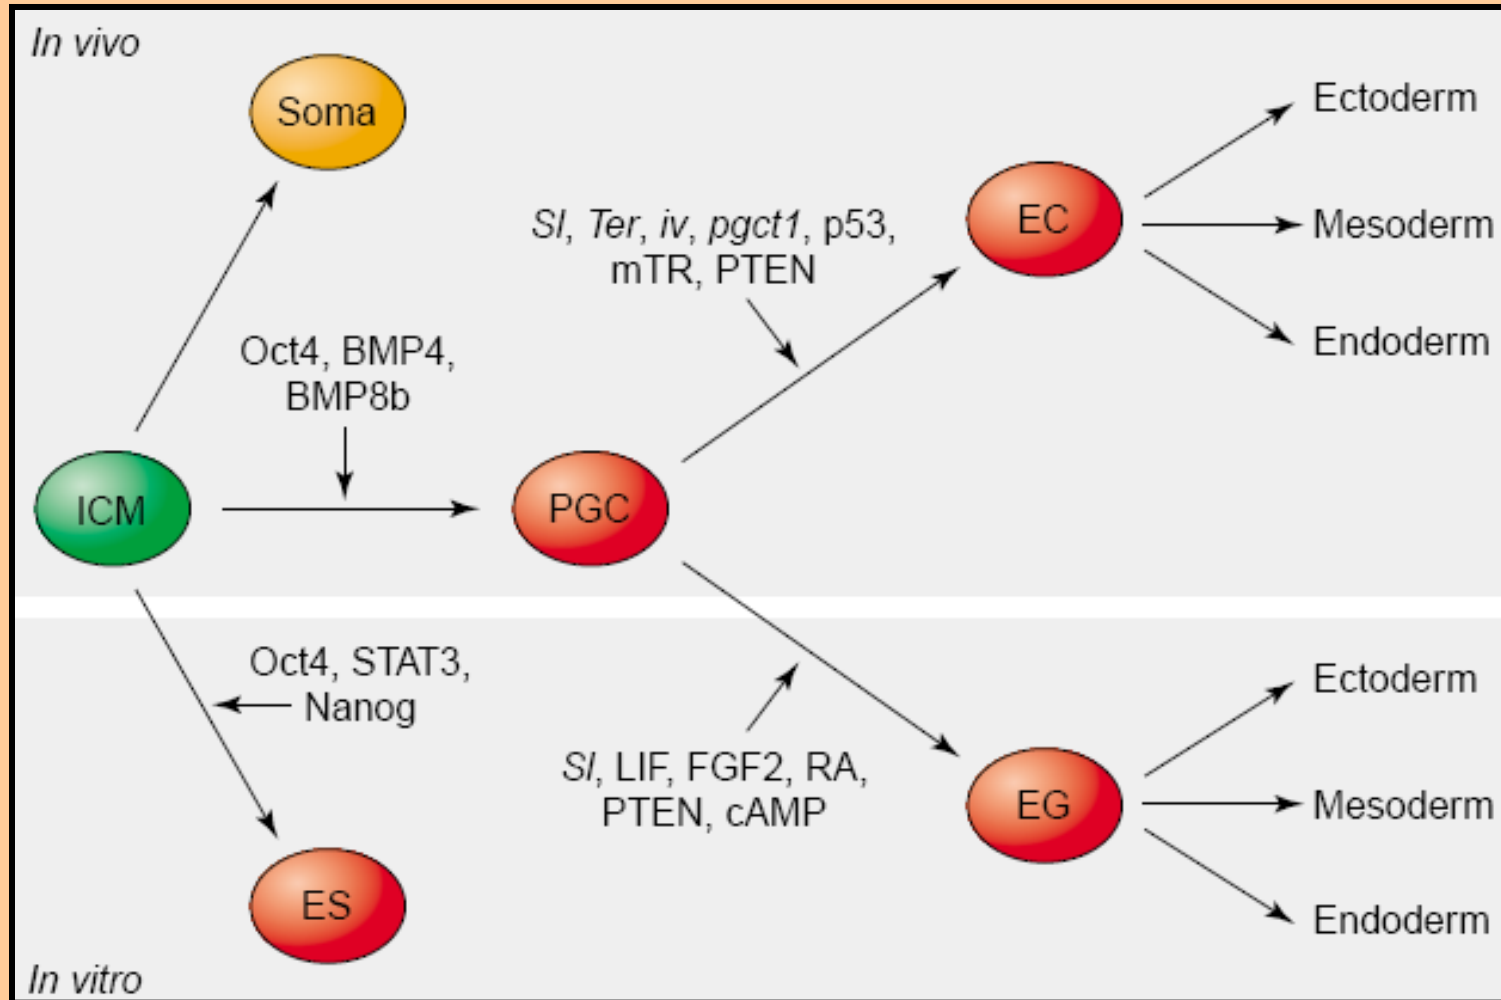 In vivo
Soma
Ectoderm
Sl, Ter, iv, pgct1, p53,
mTR, PTEN
EC
Mesoderm
Endoderm
Oct4, BMP4,
BMP8b
ICM
PGC
Oct4, STAT3,
Nanog
Sl, LIF, FGF2, RA,
PTEN, cAMP
Ectoderm
EG
Mesoderm
Endoderm
ES
In vitro